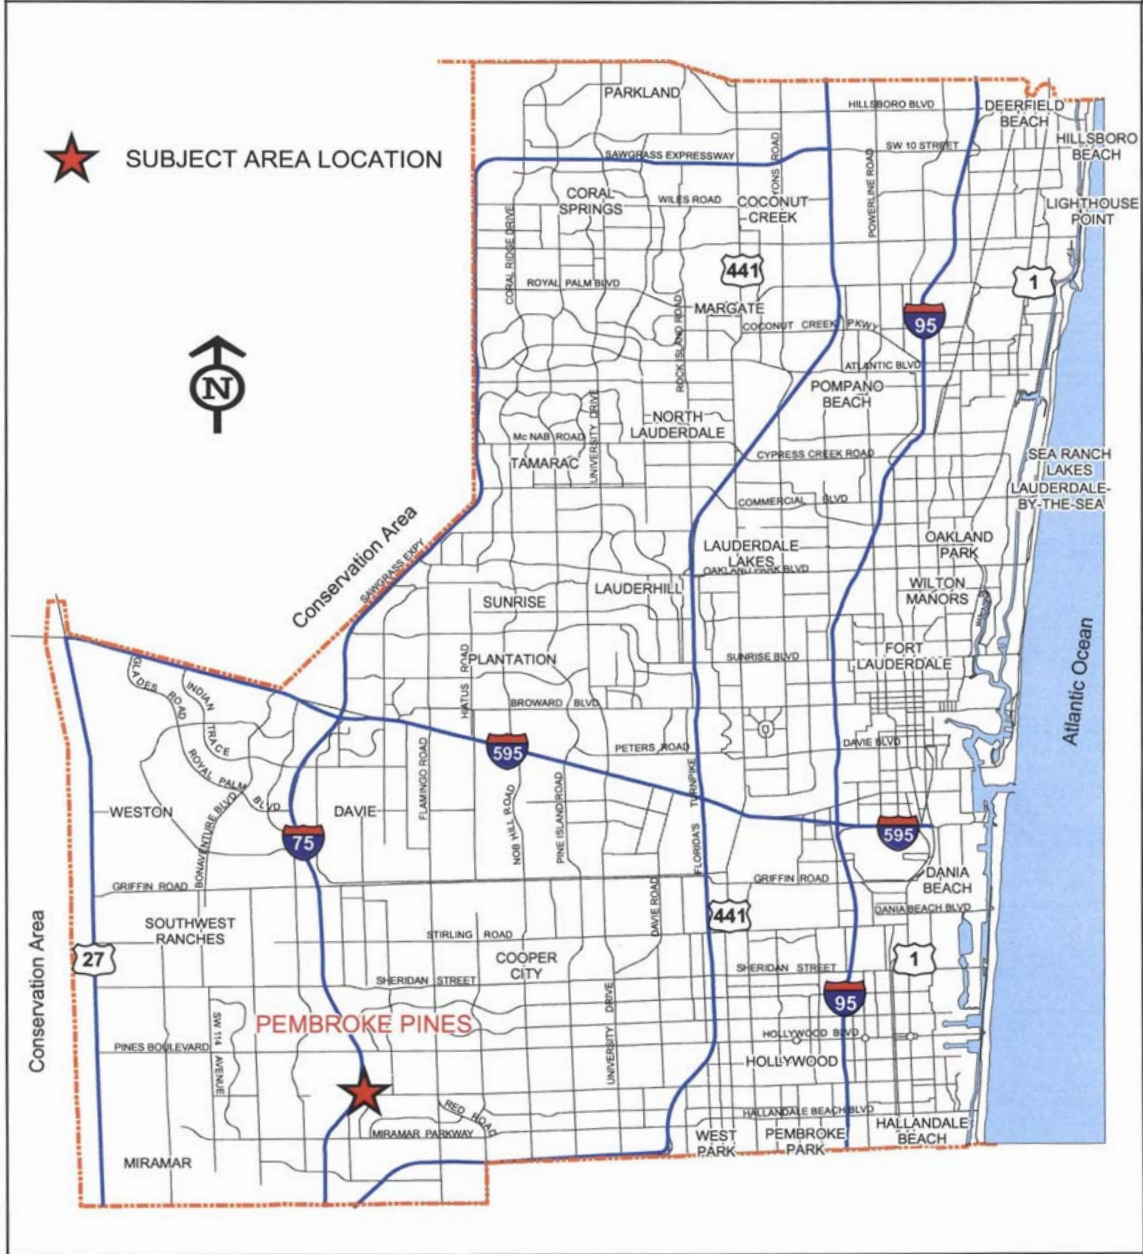 PARKLAND
HILLSBORO BLVD
DEERFIELD
BEACH
HILLSBORO
BEACH
SUBJECT AREA LOCATION
SAWGRASS EXPRESSWAY
SW 10 STREET
YONS ROAD
POWERLINE ROAD
CORAL
SPRINGS
WILES ROAD
COCONUT
CREEK
LIGHTHOUSE
POINT
CORAL RIDGE DRIVE
441
1
ROYAL PALM BLVD
MARGATE
ROCK ISLAND ROAD
COCONUT CREEK PKWY
95
N
ATLANTIC BLVD
POMPANO
BEACH
UNIVERSITY DRIVE
NORTH
LAUDERDALE
Mc NAB ROAD
TAMARAC
CYPRESS CREEK ROAD
SEA RANCH
LAKES
LAUDERDALE-
BY-THE-SEA
COMMERCIAL BLVD
Conservation Area
SAWGRASS EXPY
LAUDERDALE
LAKES
OAKLAND PARK BLVD
OAKLAND
PARK
LAUDERHILL
WILTON
MANORS
SUNRISE
Atlantic Ocean
HIATUS ROAD
PLANTATION
SUNRISE BLVD
FORT
LAUDERDALE
GLADES ROAD
INDIAN TRACE
BROWARD BLVD
595
PETERS ROAD
DAVIE BLVD
ROYAL PALM BLVD
FLAMINGO ROAD
NOB HILL ROAD
PINE ISLAND ROAD
FLORIDA'S TURNPIKE
WESTON
BONAVENTURE BLVD
DAVIE
75
595
GRIFFIN ROAD
GRIFFIN ROAD
DANIA
BEACH
DAVIE ROAD
441
DANIA BEACH BLVD
SOUTHWEST
RANCHES
STIRLING ROAD
Conservation Area
27
COOPER
CITY
1
SHERIDAN STREET
SHERIDAN STREET
95
UNIVERSITY DRIVE
SW 114 AVENUE
PEMBROKE PINES
HOLLYWOOD BLVD
PINES BOULEVARD
HOLLYWOOD
RED ROAD
HALLANDALE BEACH BLVD
MIRAMAR PARKWAY
WEST
PARK
PEMBROKE
PARK
HALLANDALE
BEACH
MIRAMAR